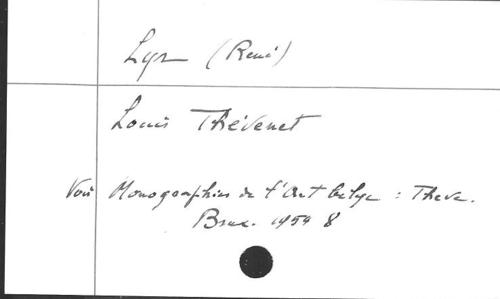 Lyr (René)
Louis Thévenet
Voir Monographies de l'Art belge : Theve.
Brux. 1954 8